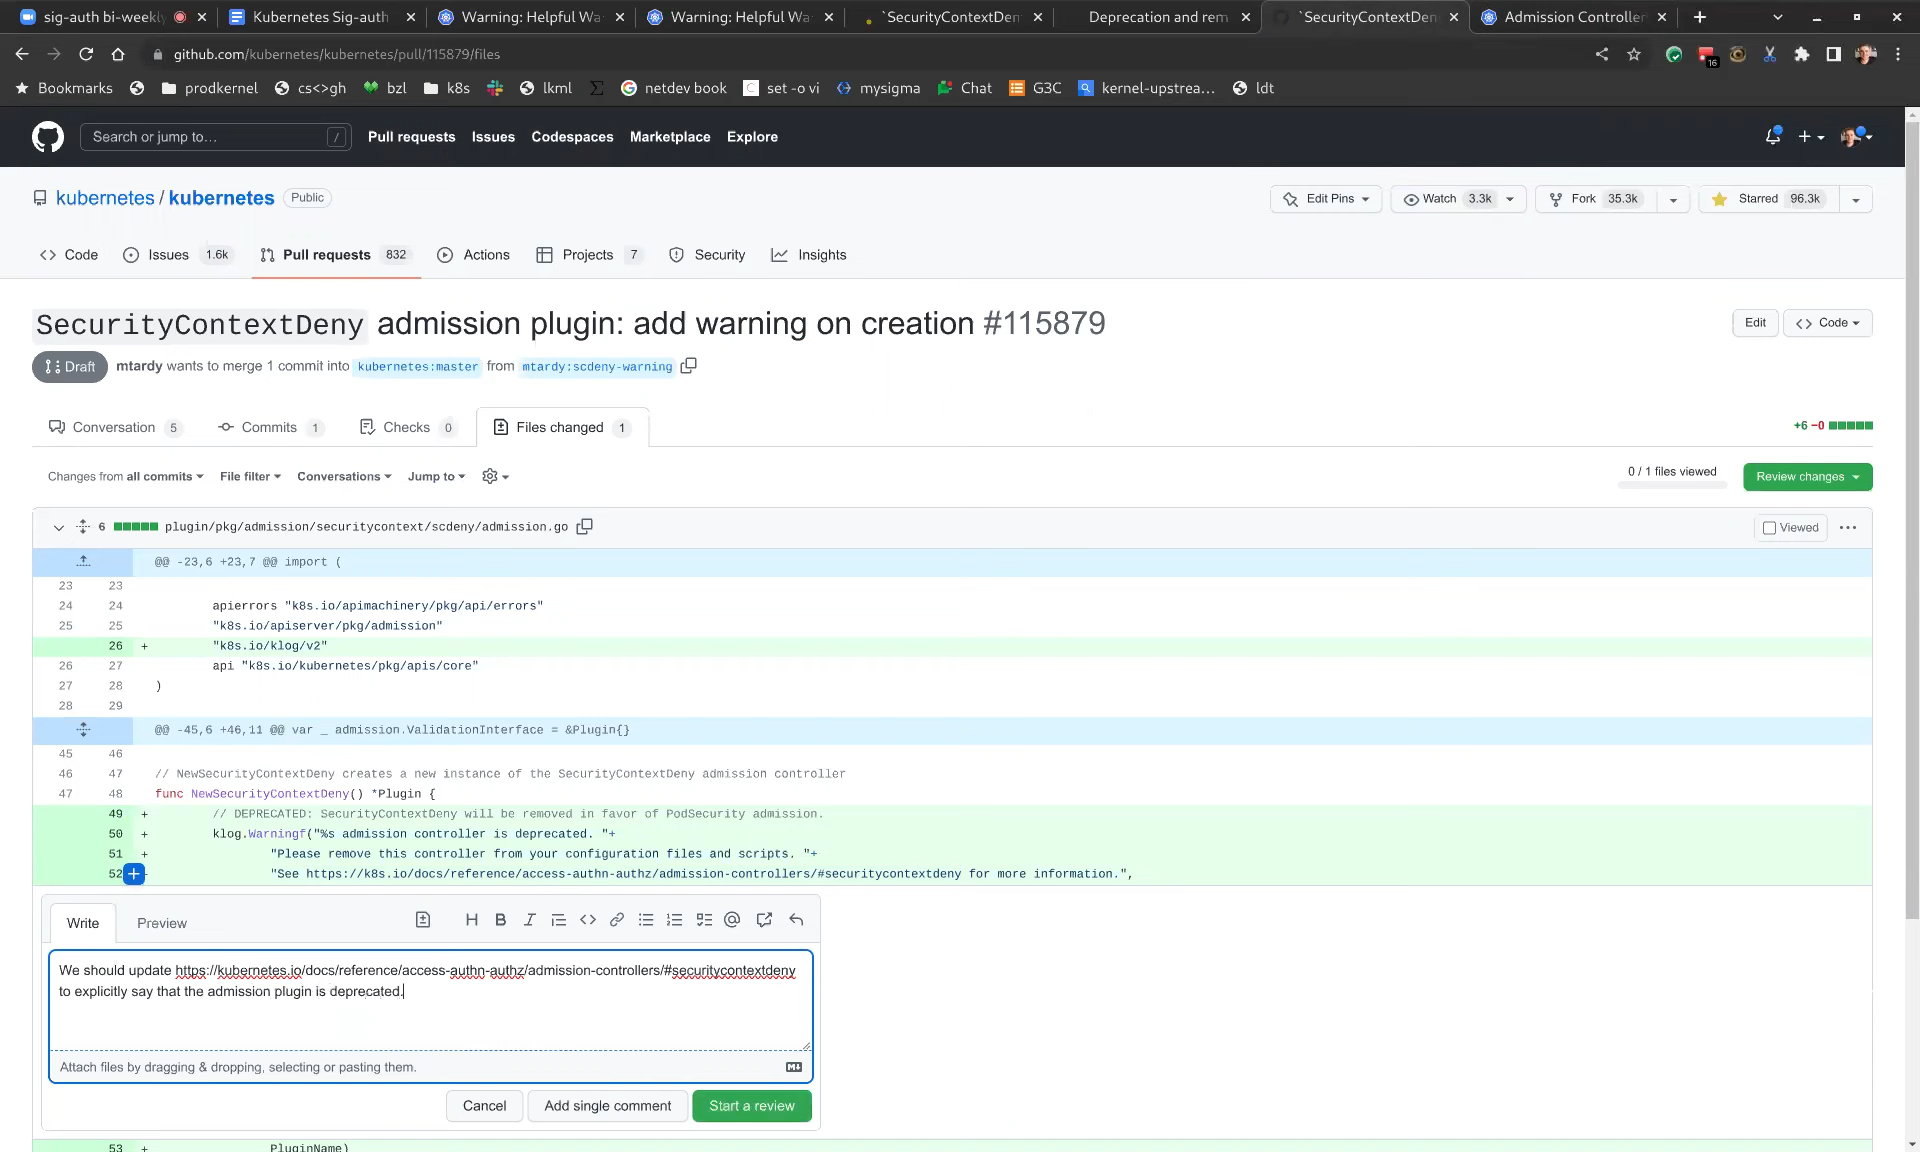 sig-auth bi-weekly
Kubernetes Sig-auth
Warning: Helpful Wa
Warning: Helpful Wa
`SecurityContextDen
Deprecation and rem
`SecurityContextDen
Admission Controller
github.com/kubernetes/kubernetes/pull/115879/files
16
Bookmarks
prodkernel
cs<>gh
bzl
k8s
lkml
netdev book
set -o vi
mysigma
Chat
G3C
kernel-upstrea...
ldt
Search or jump to...
/
Pull requests
Issues
Codespaces
Marketplace
Explore
kubernetes / kubernetes
Public
Edit Pins
Watch 3.3k
Fork 35.3k
Starred 96.3k
Code
Issues 1.6k
Pull requests 832
Actions
Projects 7
Security
Insights
SecurityContextDeny admission plugin: add warning on creation #115879
Edit
Code
Draft
mtardy wants to merge 1 commit into kubernetes:master from mtardy:scdeny-warning
Conversation 5
Commits 1
Checks 0
Files changed 1
+6 −0
Changes from all commits
File filter
Conversations
Jump to
0 / 1 files viewed
Review changes
6 plugin/pkg/admission/securitycontext/scdeny/admission.go
Viewed
@@ -23,6 +23,7 @@ import (
23 23
24 24 apierrors "k8s.io/apimachinery/pkg/api/errors"
25 25 "k8s.io/apiserver/pkg/admission"
26 + "k8s.io/klog/v2"
26 27 api "k8s.io/kubernetes/pkg/apis/core"
27 28 )
28 29
@@ -45,6 +46,11 @@ var _ admission.ValidationInterface = &Plugin{}
45 46
46 47 // NewSecurityContextDeny creates a new instance of the SecurityContextDeny admission controller
47 48 func NewSecurityContextDeny() *Plugin {
49 + // DEPRECATED: SecurityContextDeny will be removed in favor of PodSecurity admission.
50 + klog.Warningf("%s admission controller is deprecated. "+
51 + "Please remove this controller from your configuration files and scripts. "+
52 + "See https://k8s.io/docs/reference/access-authn-authz/admission-controllers/#securitycontextdeny for more information.",
Write
Preview
H B I
We should update https://kubernetes.io/docs/reference/access-authn-authz/admission-controllers/#securitycontextdeny
to explicitly say that the admission plugin is deprecated.
Attach files by dragging & dropping, selecting or pasting them.
Cancel
Add single comment
Start a review
53 + PluginName)